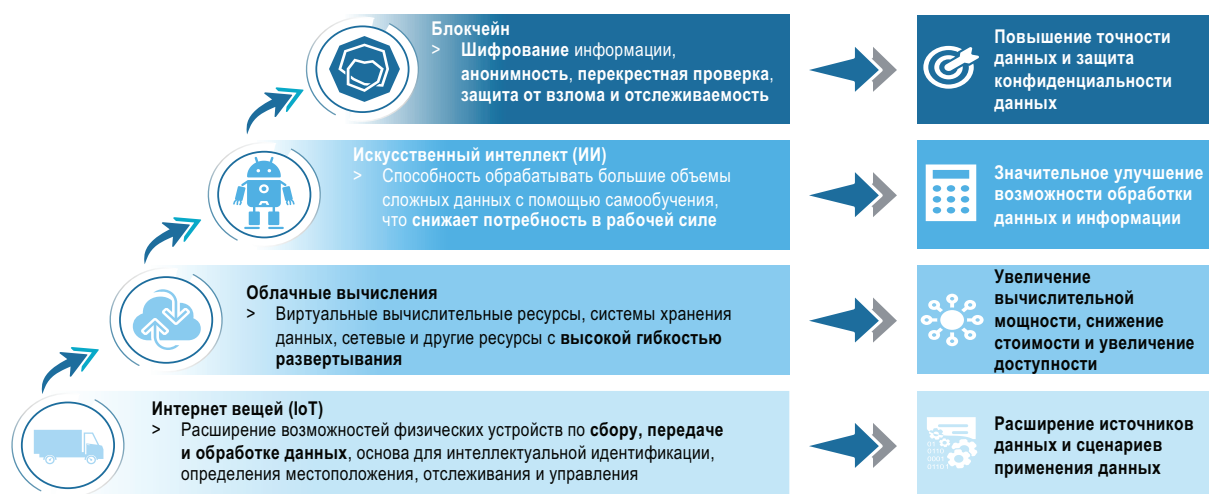 Блокчейн
> Шифрование информации,
анонимность, перекрестная проверка,
защита от взлома и отслеживаемость
Повышение точности
данных и защита
конфиденциальности
данных
Искусственный интеллект (ИИ)
> Способность обрабатывать большие объемы
сложных данных с помощью самообучения,
что снижает потребность в рабочей силе
Значительное улучшение
возможности обработки
данных и информации
Облачные вычисления
> Виртуальные вычислительные ресурсы, системы хранения
данных, сетевые и другие ресурсы с высокой гибкостью
развертывания
Увеличение
вычислительной
мощности, снижение
стоимости и увеличение
доступности
Интернет вещей (IoT)
> Расширение возможностей физических устройств по сбору, передаче
и обработке данных, основа для интеллектуальной идентификации,
определения местоположения, отслеживания и управления
01
0110
0001
01101
Расширение источников
данных и сценариев
применения данных